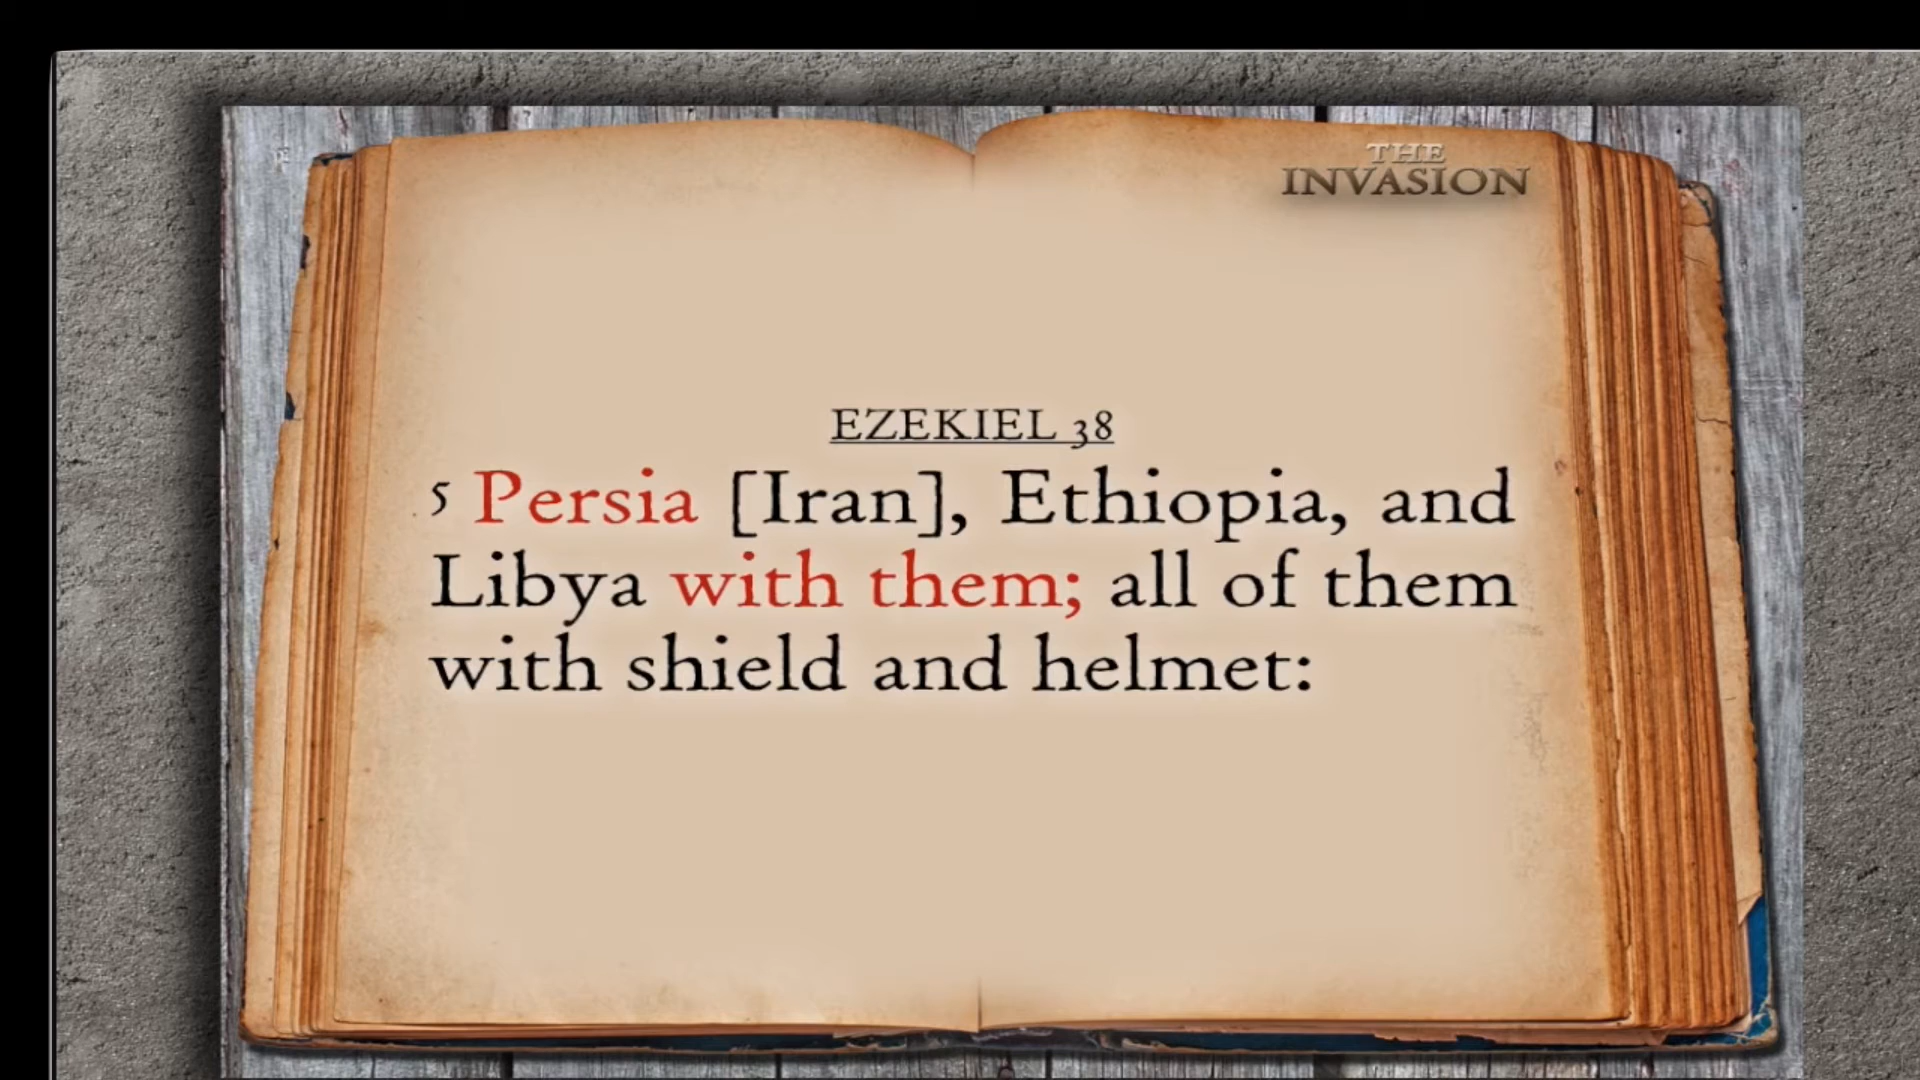 THE
INVASION
EZEKIEL 38
5 Persia [Iran], Ethiopia, and
Libya with them; all of them
with shield and helmet: